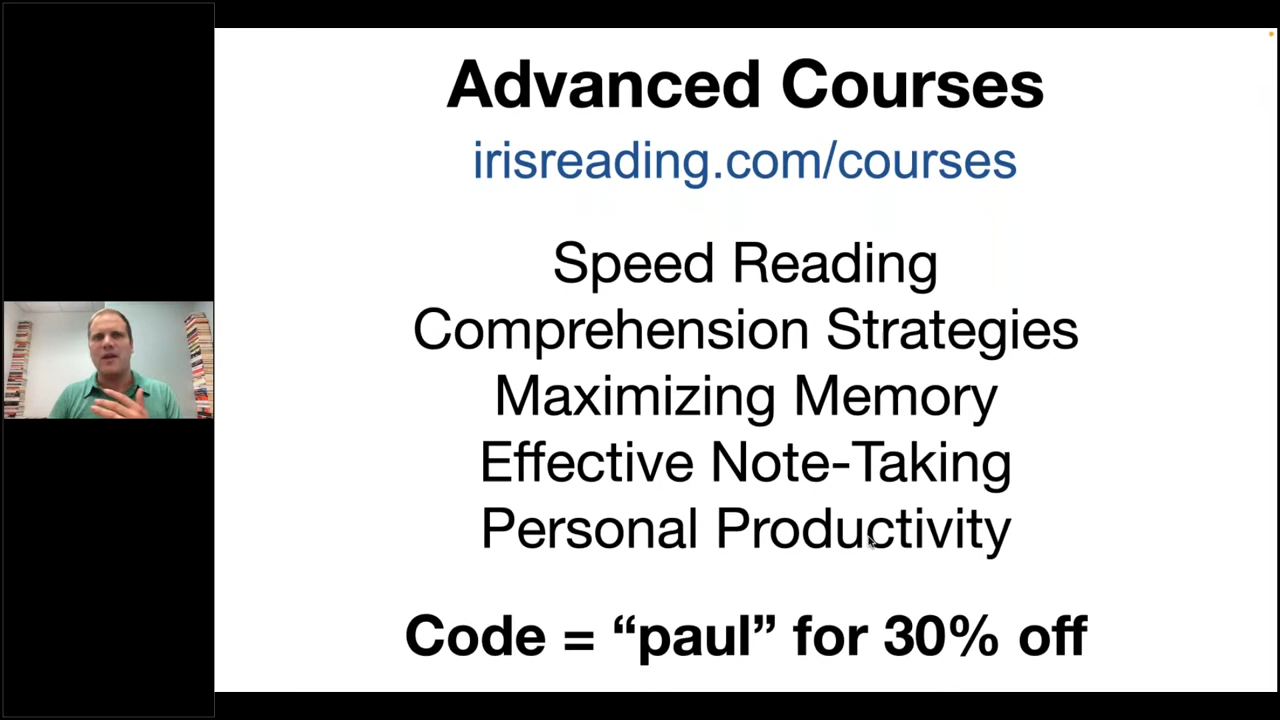 Advanced Courses
irisreading.com/courses
Speed Reading
Comprehension Strategies
Maximizing Memory
Effective Note-Taking
Personal Productivity
Code = “paul” for 30% off